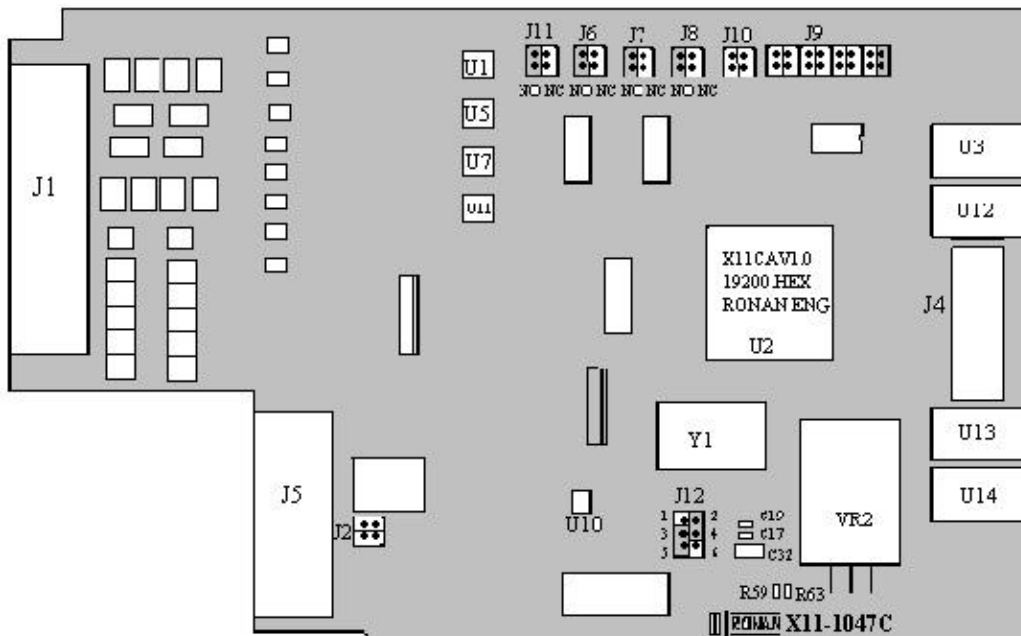 J11 J6 J7 J8 J10 J9
NO NC NO NC NO NC NO NC
U1
U5
U7
U11
U3
U12
J1
X11CAV1.0
19200.HEX
RONAN ENG
U2
J4
Y1
U13
J5
J12
U14
U10
VR2
J2
1 2
3 4
5 6
C19
C17
C32
R59 R63
RONAN X11-1047C